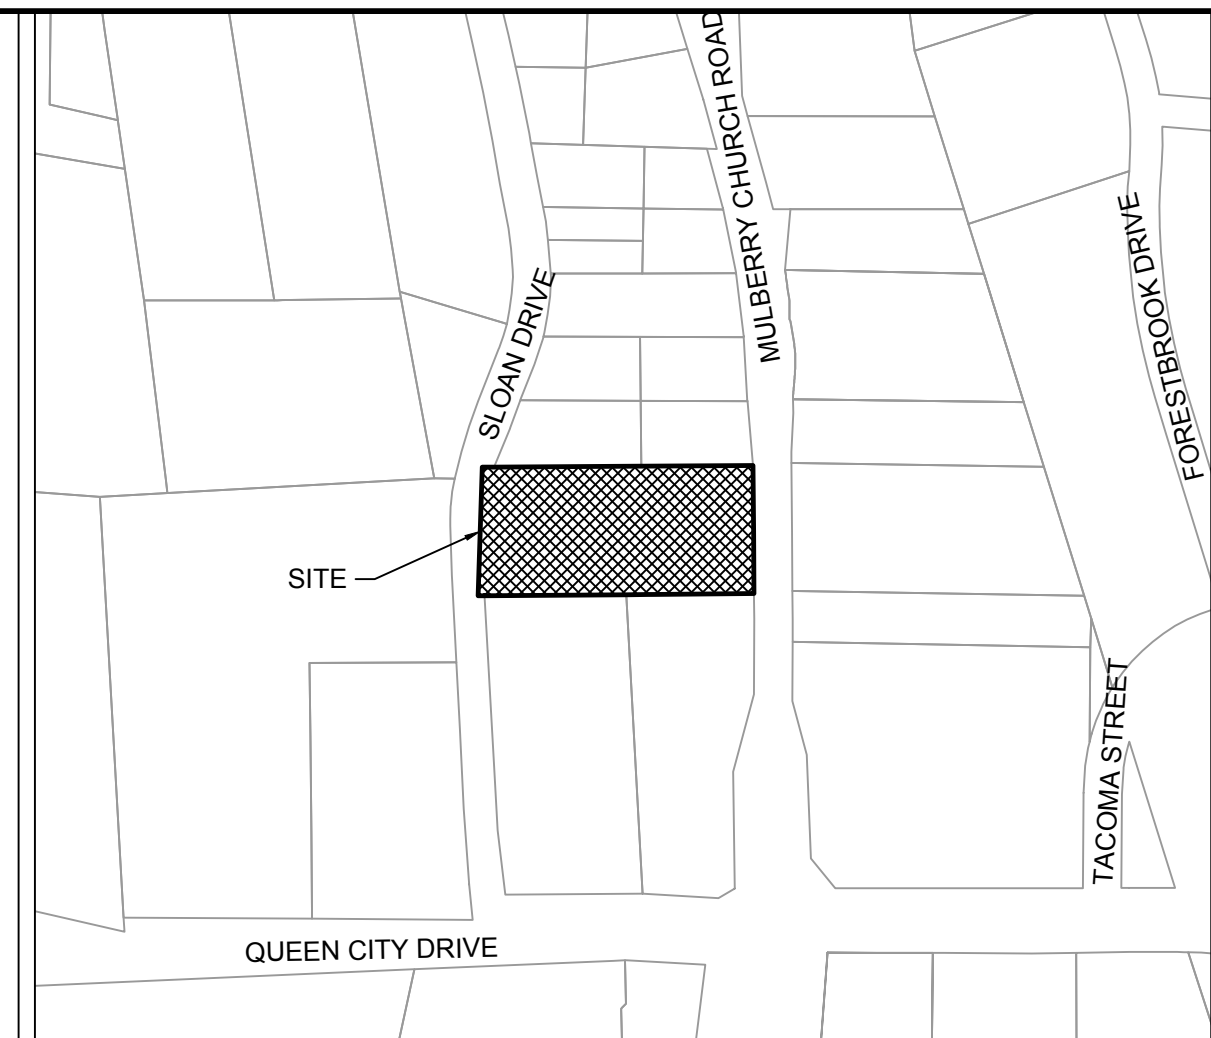 MULBERRY CHURCH ROAD
FORESTBROOK DRIVE
SLOAN DRIVE
SITE
TACOMA STREET
QUEEN CITY DRIVE